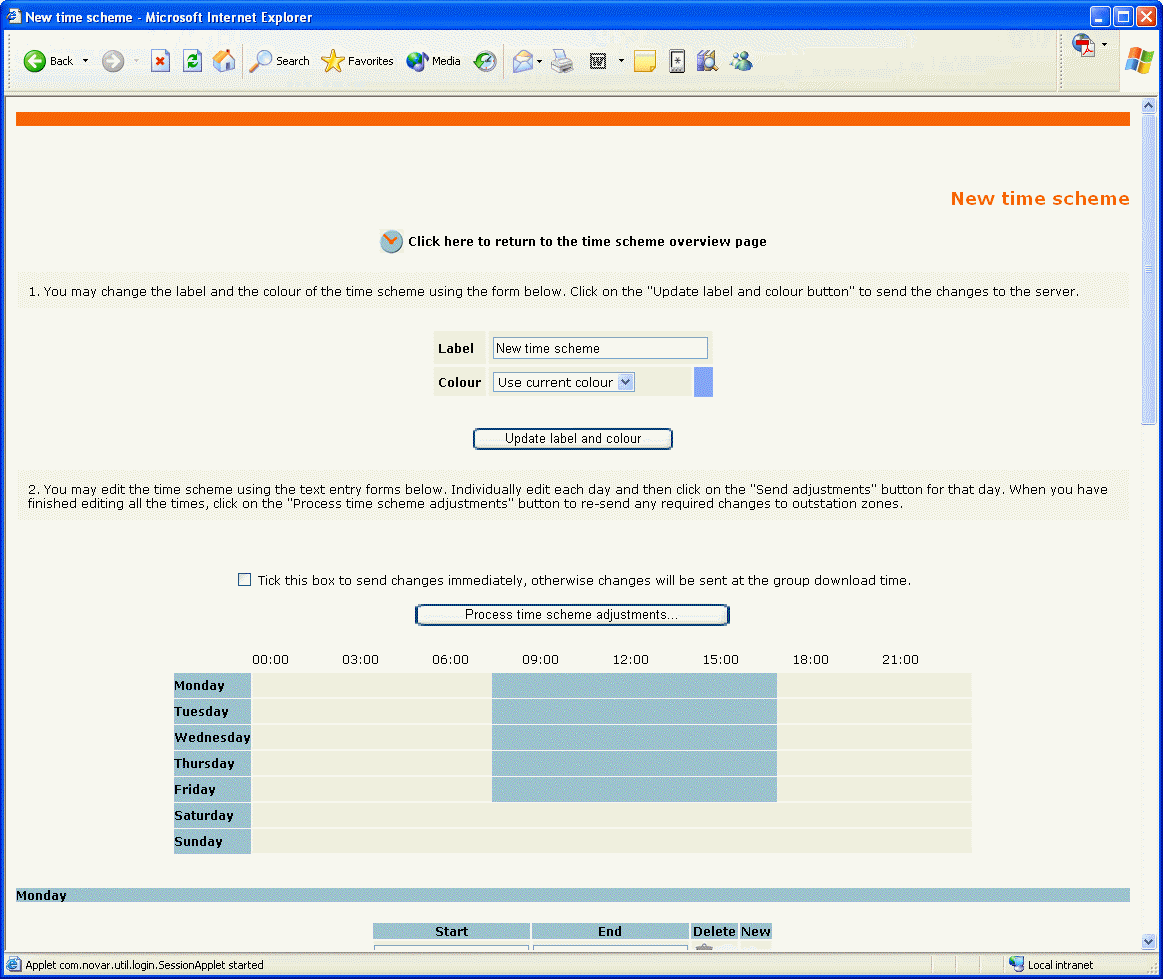 New time scheme - Microsoft Internet Explorer
Back Search Favorites Media
New time scheme
Click here to return to the time scheme overview page
1. You may change the label and the colour of the time scheme using the form below. Click on the "Update label and colour button" to send the changes to the server.
Label New time scheme
Colour Use current colour
Update label and colour
2. You may edit the time scheme using the text entry forms below. Individually edit each day and then click on the "Send adjustments" button for that day. When you have
finished editing all the times, click on the "Process time scheme adjustments" button to re-send any required changes to outstation zones.
Tick this box to send changes immediately, otherwise changes will be sent at the group download time.
Process time scheme adjustments...
00:00 03:00 06:00 09:00 12:00 15:00 18:00 21:00
Monday
Tuesday
Wednesday
Thursday
Friday
Saturday
Sunday
Monday
Start End Delete New
Applet com.novar.util.login.SessionApplet started Local intranet